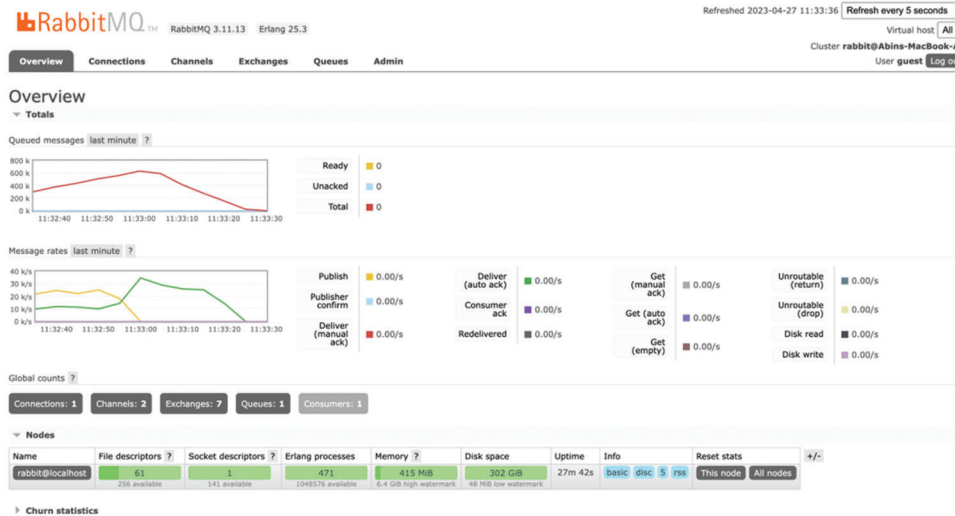 Refreshed 2023-04-27 11:33:36 Refresh every 5 seconds
RabbitMQ TM RabbitMQ 3.11.13 Erlang 25.3
Virtual host All
Cluster rabbit@Abins-MacBook-A
User guest Log ou
Overview Connections Channels Exchanges Queues Admin
Overview
Totals
Queued messages last minute ?
800 k
600 k
400 k
200 k
0 k
11:32:40 11:32:50 11:33:00 11:33:10 11:33:20 11:33:30
Ready 0
Unacked 0
Total 0
Message rates last minute ?
40 k/s
30 k/s
20 k/s
10 k/s
0 k/s
11:32:40 11:32:50 11:33:00 11:33:10 11:33:20 11:33:30
Publish 0.00/s
Publisher confirm 0.00/s
Deliver (manual ack) 0.00/s
Deliver (auto ack) 0.00/s
Consumer ack 0.00/s
Redelivered 0.00/s
Get (manual ack) 0.00/s
Get (auto ack) 0.00/s
Get (empty) 0.00/s
Unroutable (return) 0.00/s
Unroutable (drop) 0.00/s
Disk read 0.00/s
Disk write 0.00/s
Global counts ?
Connections: 1 Channels: 2 Exchanges: 7 Queues: 1 Consumers: 1
Nodes
Name File descriptors ? Socket descriptors ? Erlang processes Memory ? Disk space Uptime Info Reset stats +/-
rabbit@localhost 61 1 471 415 MiB 302 GiB 27m 42s basic disc 5 rss This node All nodes
256 available 141 available 1048576 available 6.4 GiB high watermark 48 MiB low watermark
Churn statistics